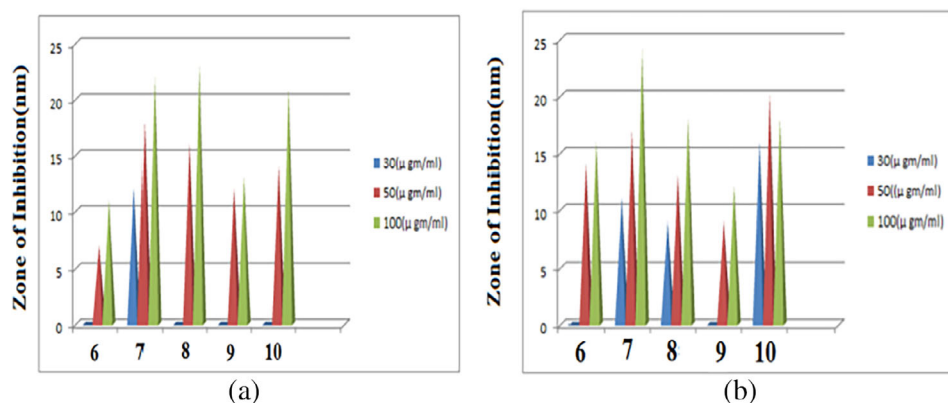 Zone of Inhibition(nm)
25
20
15
10
5
0
6 7 8 9 10
30(µ gm/ml)
50(µ gm/ml)
100(µ gm/ml)
(a)
Zone of Inhibition(nm)
25
20
15
10
5
0
6 7 8 9 10
30(µ gm/ml)
50((µ gm/ml)
100(µ gm/ml)
(b)